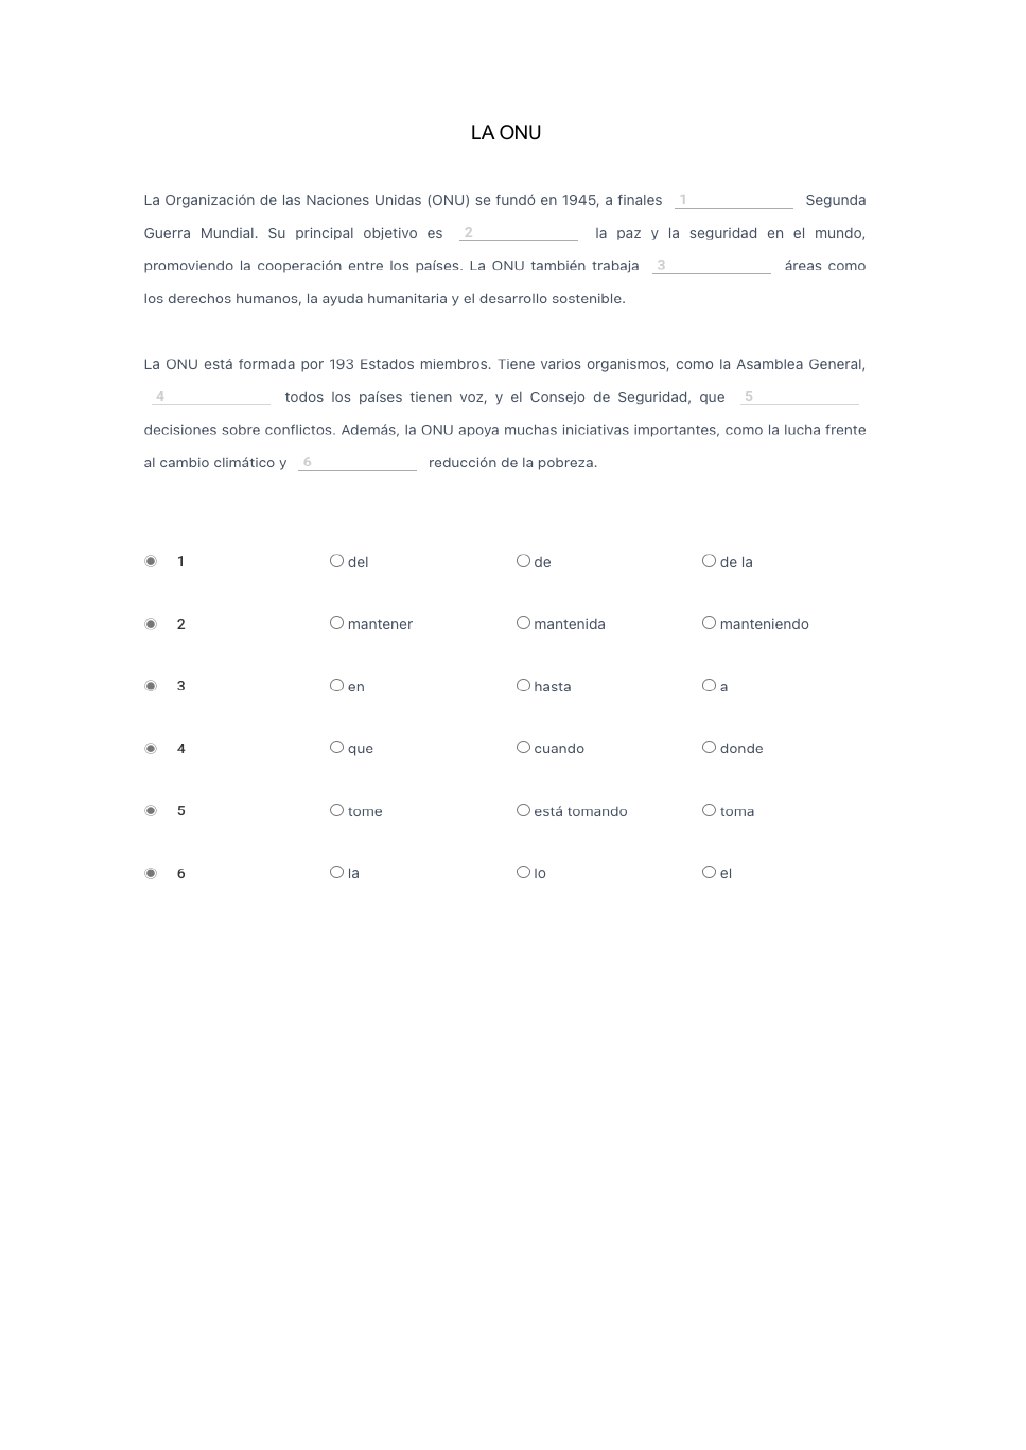 LA ONU
La Organización de las Naciones Unidas (ONU) se fundó en 1945, a finales 1 Segunda
Guerra Mundial. Su principal objetivo es 2 la paz y la seguridad en el mundo,
promoviendo la cooperación entre los países. La ONU también trabaja 3 áreas como
los derechos humanos, la ayuda humanitaria y el desarrollo sostenible.
La ONU está formada por 193 Estados miembros. Tiene varios organismos, como la Asamblea General,
4 todos los países tienen voz, y el Consejo de Seguridad, que 5
decisiones sobre conflictos. Además, la ONU apoya muchas iniciativas importantes, como la lucha frente
al cambio climático y 6 reducción de la pobreza.
1 del de de la
2 mantener mantenida manteniendo
3 en hasta a
4 que cuando donde
5 tome está tomando toma
6 la lo el